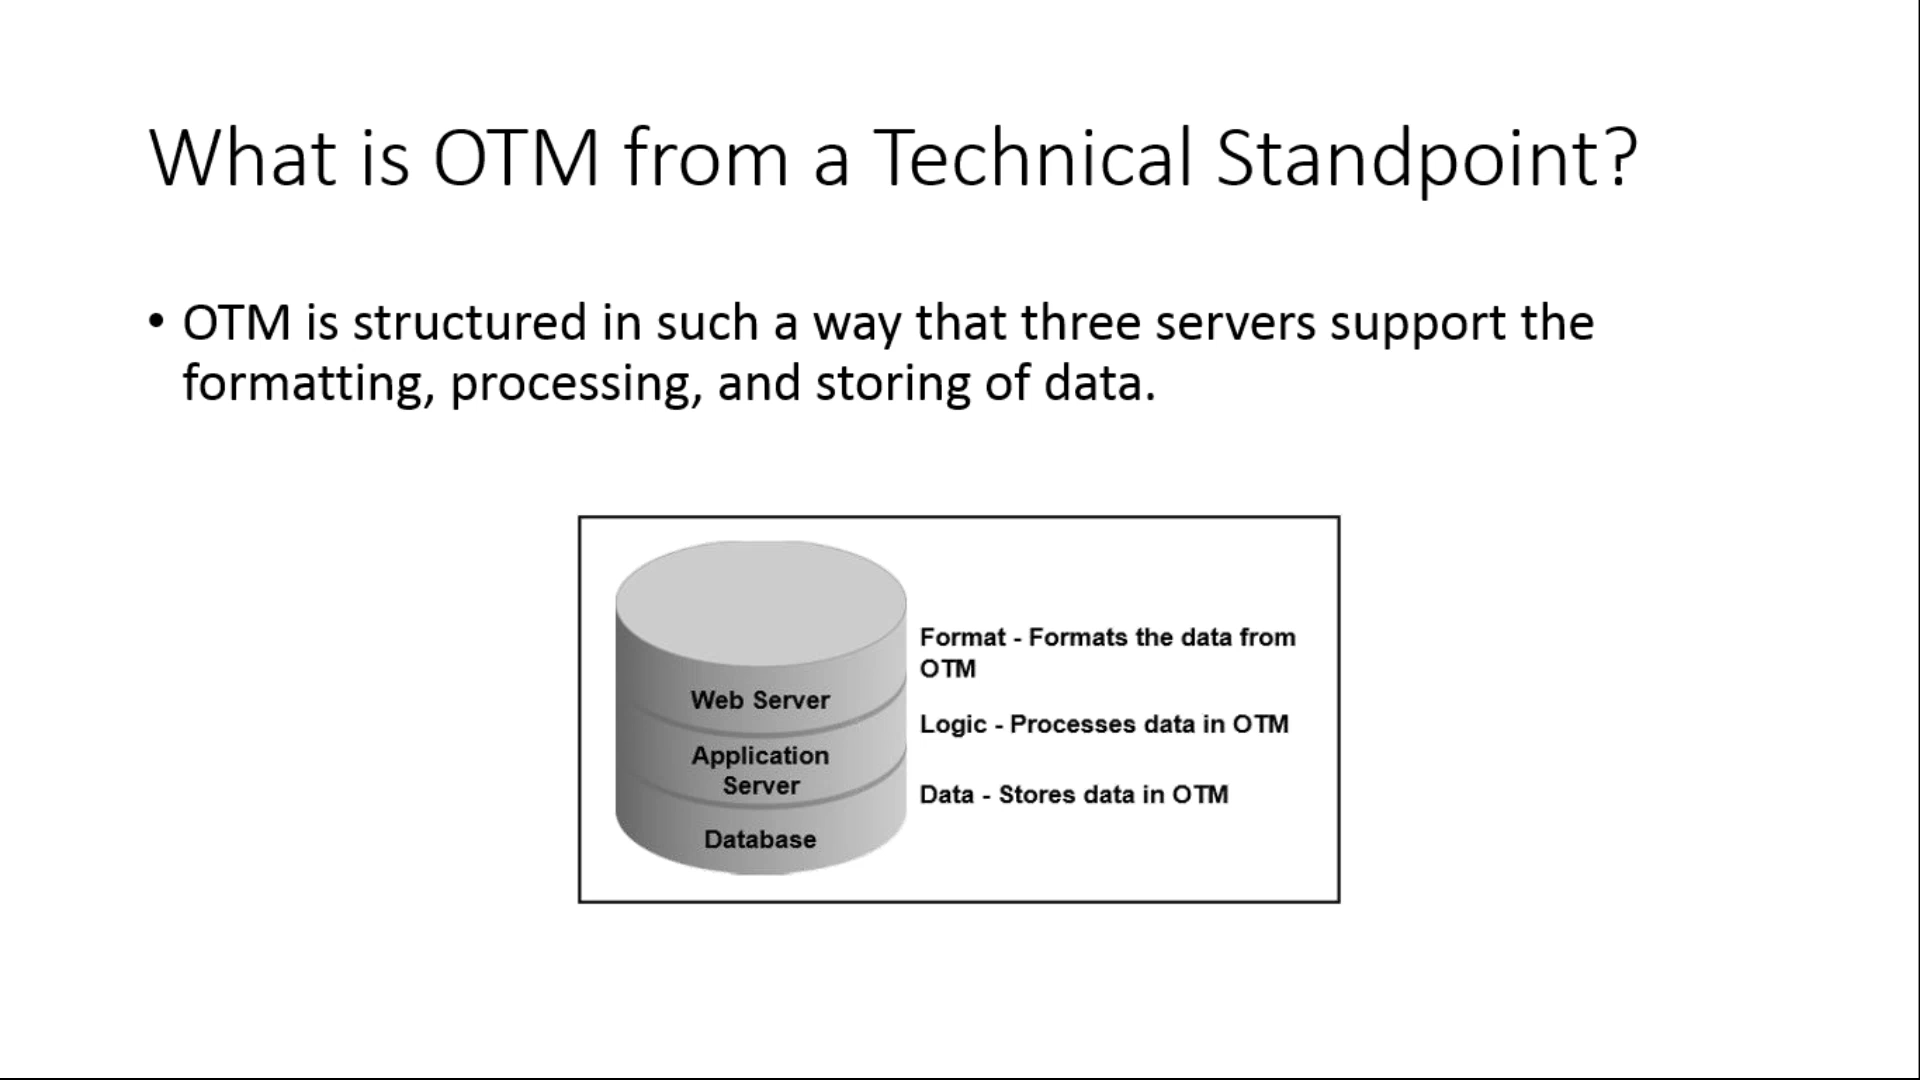 What is OTM from a Technical Standpoint?
• OTM is structured in such a way that three servers support the
formatting, processing, and storing of data.
Web Server
Application
Server
Database
Format - Formats the data from
OTM
Logic - Processes data in OTM
Data - Stores data in OTM